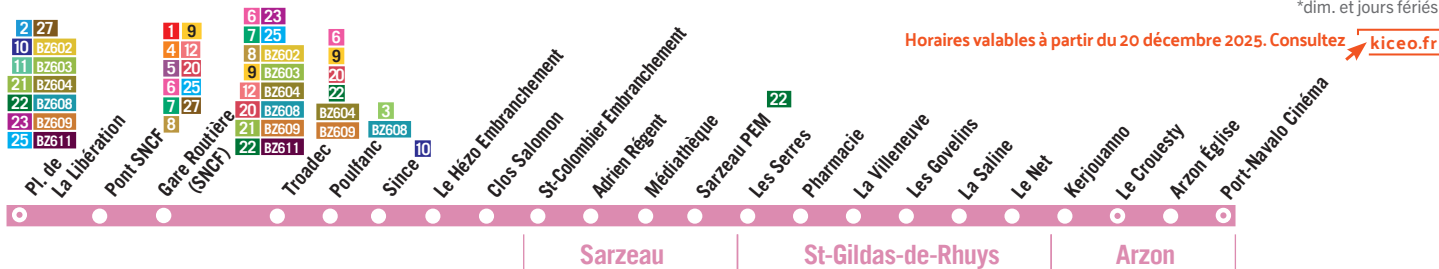 *dim. et jours fériés
Horaires valables à partir du 20 décembre 2025. Consultez kiceo.fr
2 27
10 BZ602
11 BZ603
21 BZ604
22 BZ608
23 BZ609
25 BZ611
Pl. de
La Libération
Pont SNCF
1 9
4 12
5 20
6 25
7 27
8
Gare Routière
(SNCF)
6 23
7 25
8 BZ602
9 BZ603
12 BZ604
20 BZ608
21 BZ609
22 BZ611
Troadec
6
9
20
22
BZ604
BZ609
Poulfanc
3
BZ608
Since
10
Le Hézo Embranchement
Clos Salomon
St-Colombier Embranchement
Adrien Régent
Médiathèque
Sarzeau PEM
22
Les Serres
Pharmacie
La Villeneuve
Les Govelins
La Saline
Le Net
Kerjouanno
Le Crouesty
Arzon Église
Port-Navalo Cinéma
Sarzeau
St-Gildas-de-Rhuys
Arzon